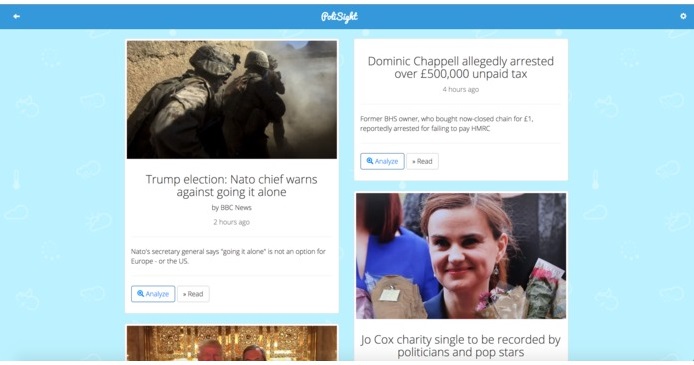 PoliSight
Trump election: Nato chief warns
against going it alone
by BBC News
2 hours ago
Nato's secretary general says "going it alone" is not an option for
Europe - or the US.
Analyze
» Read
Dominic Chappell allegedly arrested
over £500,000 unpaid tax
4 hours ago
Former BHS owner, who bought now-closed chain for £1,
reportedly arrested for failing to pay HMRC
Analyze
» Read
Jo Cox charity single to be recorded by
politicians and pop stars